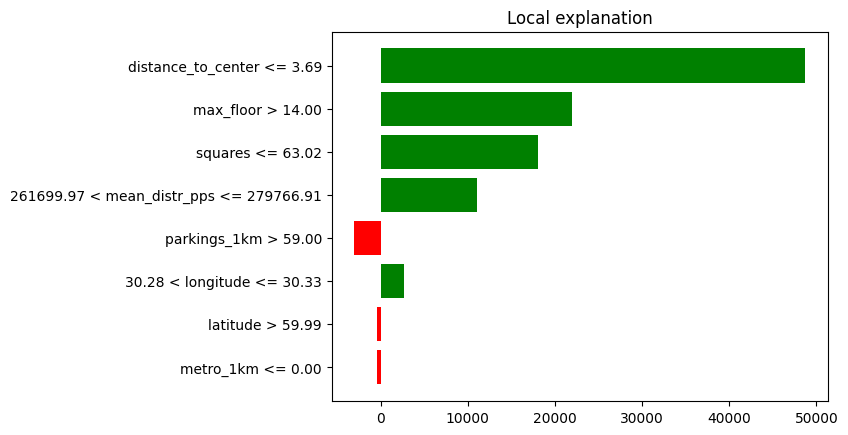 Local explanation
distance_to_center <= 3.69
max_floor > 14.00
squares <= 63.02
261699.97 < mean_distr_pps <= 279766.91
parkings_1km > 59.00
30.28 < longitude <= 30.33
latitude > 59.99
metro_1km <= 0.00
0 10000 20000 30000 40000 50000